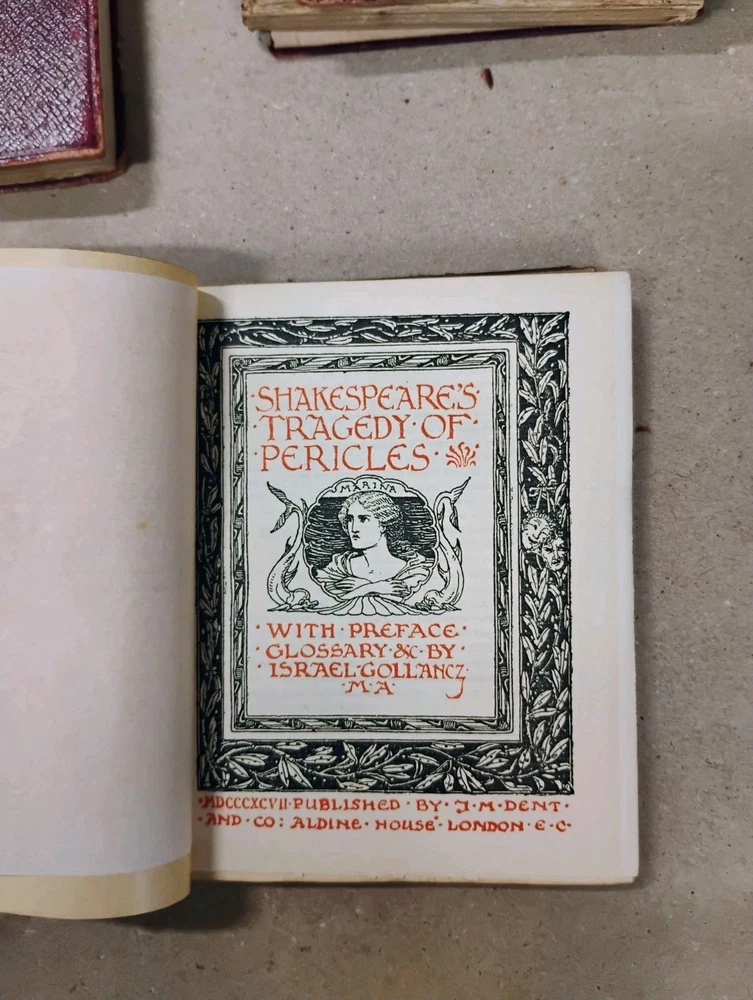 ·SHAKESPEARE'S·
·TRAGEDY·OF·
·PERICLES·
MARINA
·WITH·PREFACE·
·GLOSSARY·&C·BY·
·ISRAEL·GOLLANCZ·
·M·A·
·MDCCCXCVII·PUBLISHED·BY·J·M·DENT·
·AND·CO: ALDINE·HOUSE·LONDON·E·C·